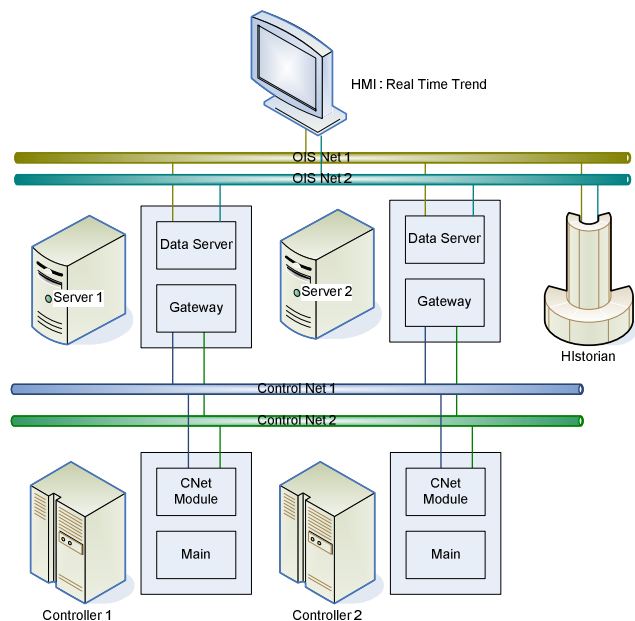 HMI : Real Time Trend
OIS Net 1
OIS Net 2
Data Server
Data Server
Server 1
Gateway
Server 2
Gateway
HIstorian
Control Net 1
Control Net 2
CNet
Module
CNet
Module
Main
Main
Controller 1
Controller 2